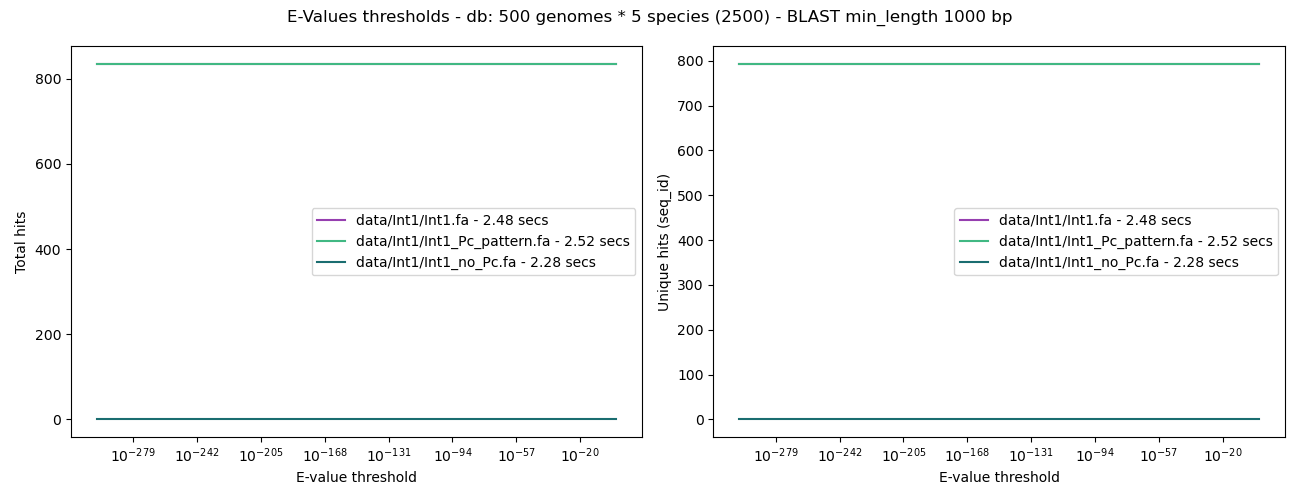 E-Values thresholds - db: 500 genomes * 5 species (2500) - BLAST min_length 1000 bp
Total hits
800
600
400
200
0
data/Int1/Int1.fa - 2.48 secs
data/Int1/Int1_Pc_pattern.fa - 2.52 secs
data/Int1/Int1_no_Pc.fa - 2.28 secs
10⁻²⁷⁹ 10⁻²⁴² 10⁻²⁰⁵ 10⁻¹⁶⁸ 10⁻¹³¹ 10⁻⁹⁴ 10⁻⁵⁷ 10⁻²⁰
E-value threshold
Unique hits (seq_id)
800
700
600
500
400
300
200
100
0
data/Int1/Int1.fa - 2.48 secs
data/Int1/Int1_Pc_pattern.fa - 2.52 secs
data/Int1/Int1_no_Pc.fa - 2.28 secs
10⁻²⁷⁹ 10⁻²⁴² 10⁻²⁰⁵ 10⁻¹⁶⁸ 10⁻¹³¹ 10⁻⁹⁴ 10⁻⁵⁷ 10⁻²⁰
E-value threshold